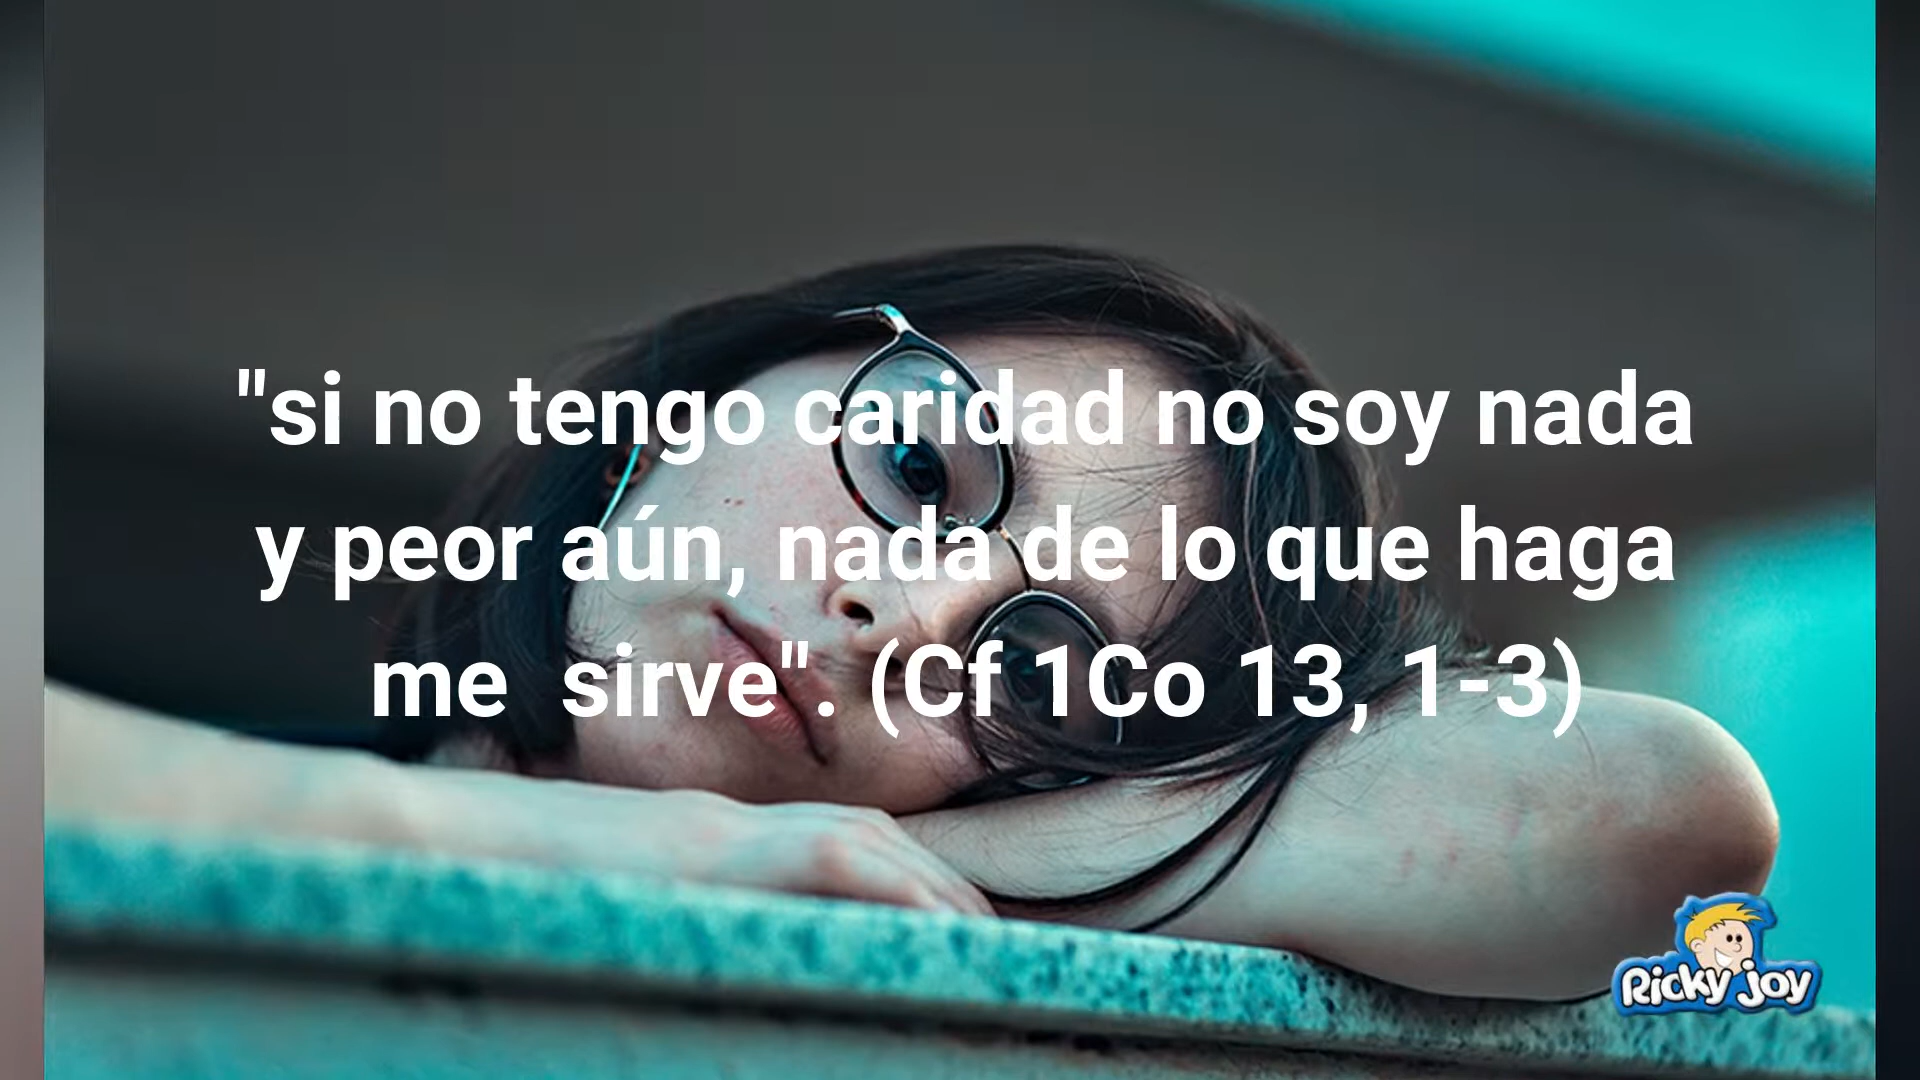 "si no tengo caridad no soy nada
y peor aún, nada de lo que haga
me  sirve". (Cf 1Co 13, 1-3)
Ricky joy